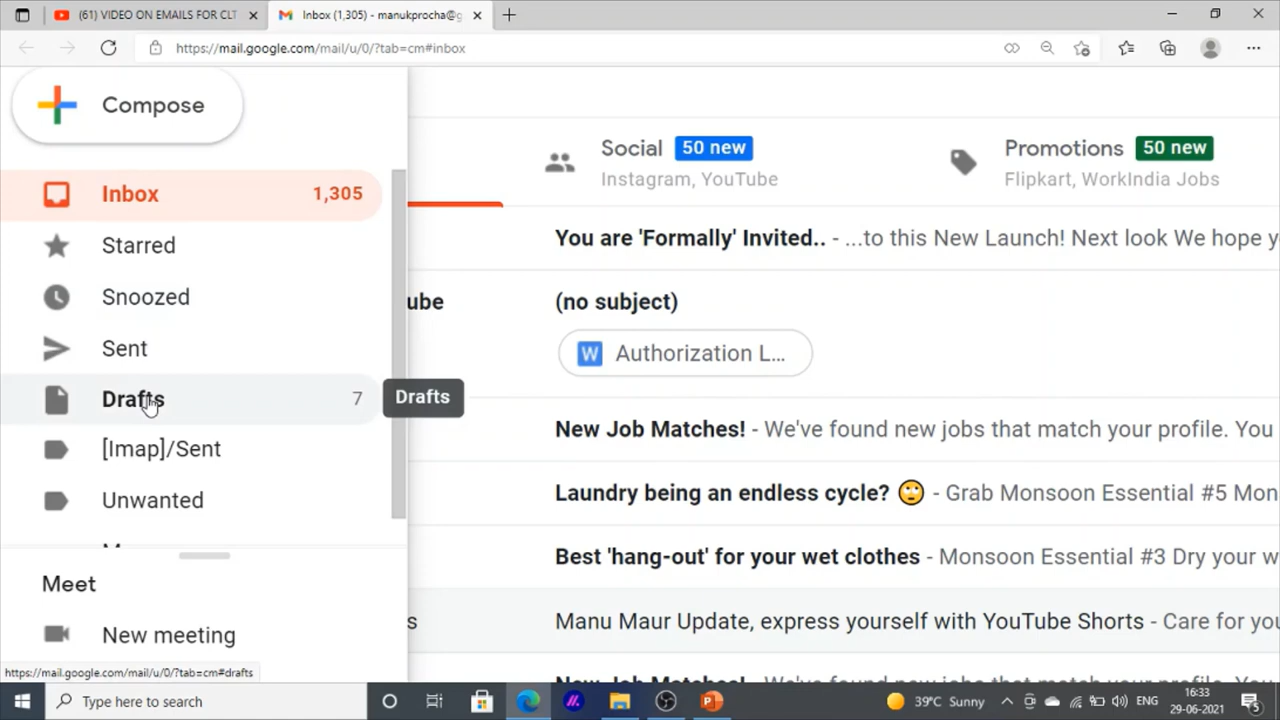 (61) VIDEO ON EMAILS FOR CLT
Inbox (1,305) - manukprocha@g
https://mail.google.com/mail/u/0/?tab=cm#inbox
Compose
Inbox 1,305
Starred
Snoozed
Sent
Drafts 7
Drafts
[Imap]/Sent
Unwanted
Meet
New meeting
https://mail.google.com/mail/u/0/?tab=cm#drafts
Social 50 new
Instagram, YouTube
Promotions 50 new
Flipkart, WorkIndia Jobs
You are 'Formally' Invited.. - ...to this New Launch! Next look We hope y
ube (no subject)
W Authorization L...
New Job Matches! - We've found new jobs that match your profile. You
Laundry being an endless cycle? 🙄 - Grab Monsoon Essential #5 Mon
Best 'hang-out' for your wet clothes - Monsoon Essential #3 Dry your w
s Manu Maur Update, express yourself with YouTube Shorts - Care for you
Type here to search
39°C Sunny
ENG
16:33
29-06-2021
5